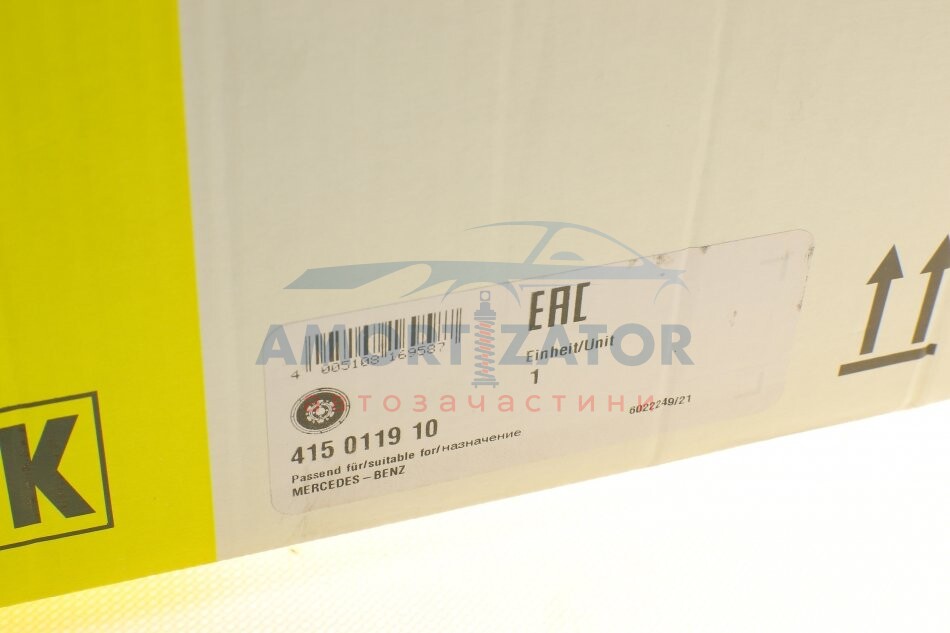 EAC
AMORTIZATOR
4 005108 169587
Einheit/Unit
1
автозачастини
6022249/21
415 0119 10
Passend für/suitable for/назначение
MERCEDES-BENZ
K